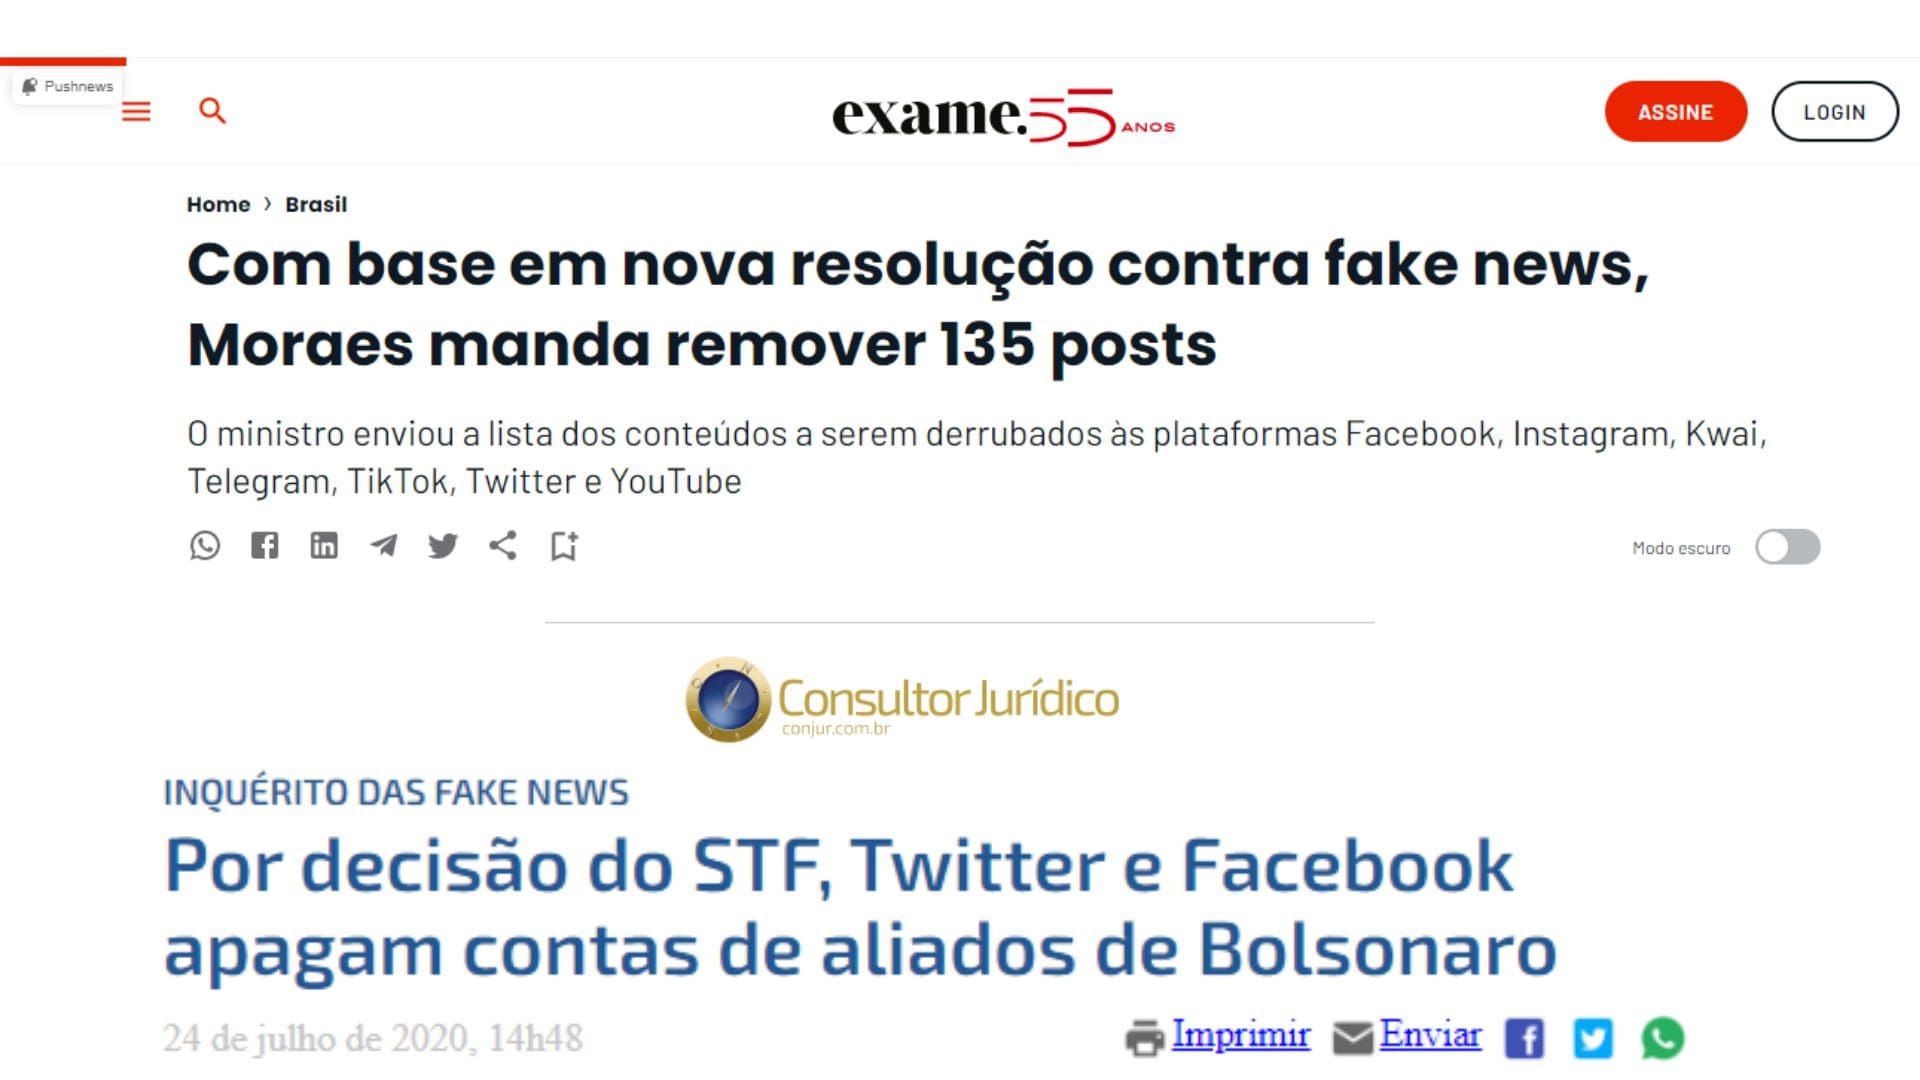 Pushnews
exame.55 ANOS
ASSINE
LOGIN
Home > Brasil
Com base em nova resolução contra fake news,
Moraes manda remover 135 posts
O ministro enviou a lista dos conteúdos a serem derrubados às plataformas Facebook, Instagram, Kwai,
Telegram, TikTok, Twitter e YouTube
Modo escuro
Consultor Jurídico
conjur.com.br
INQUÉRITO DAS FAKE NEWS
Por decisão do STF, Twitter e Facebook
apagam contas de aliados de Bolsonaro
24 de julho de 2020, 14h48
Imprimir
Enviar